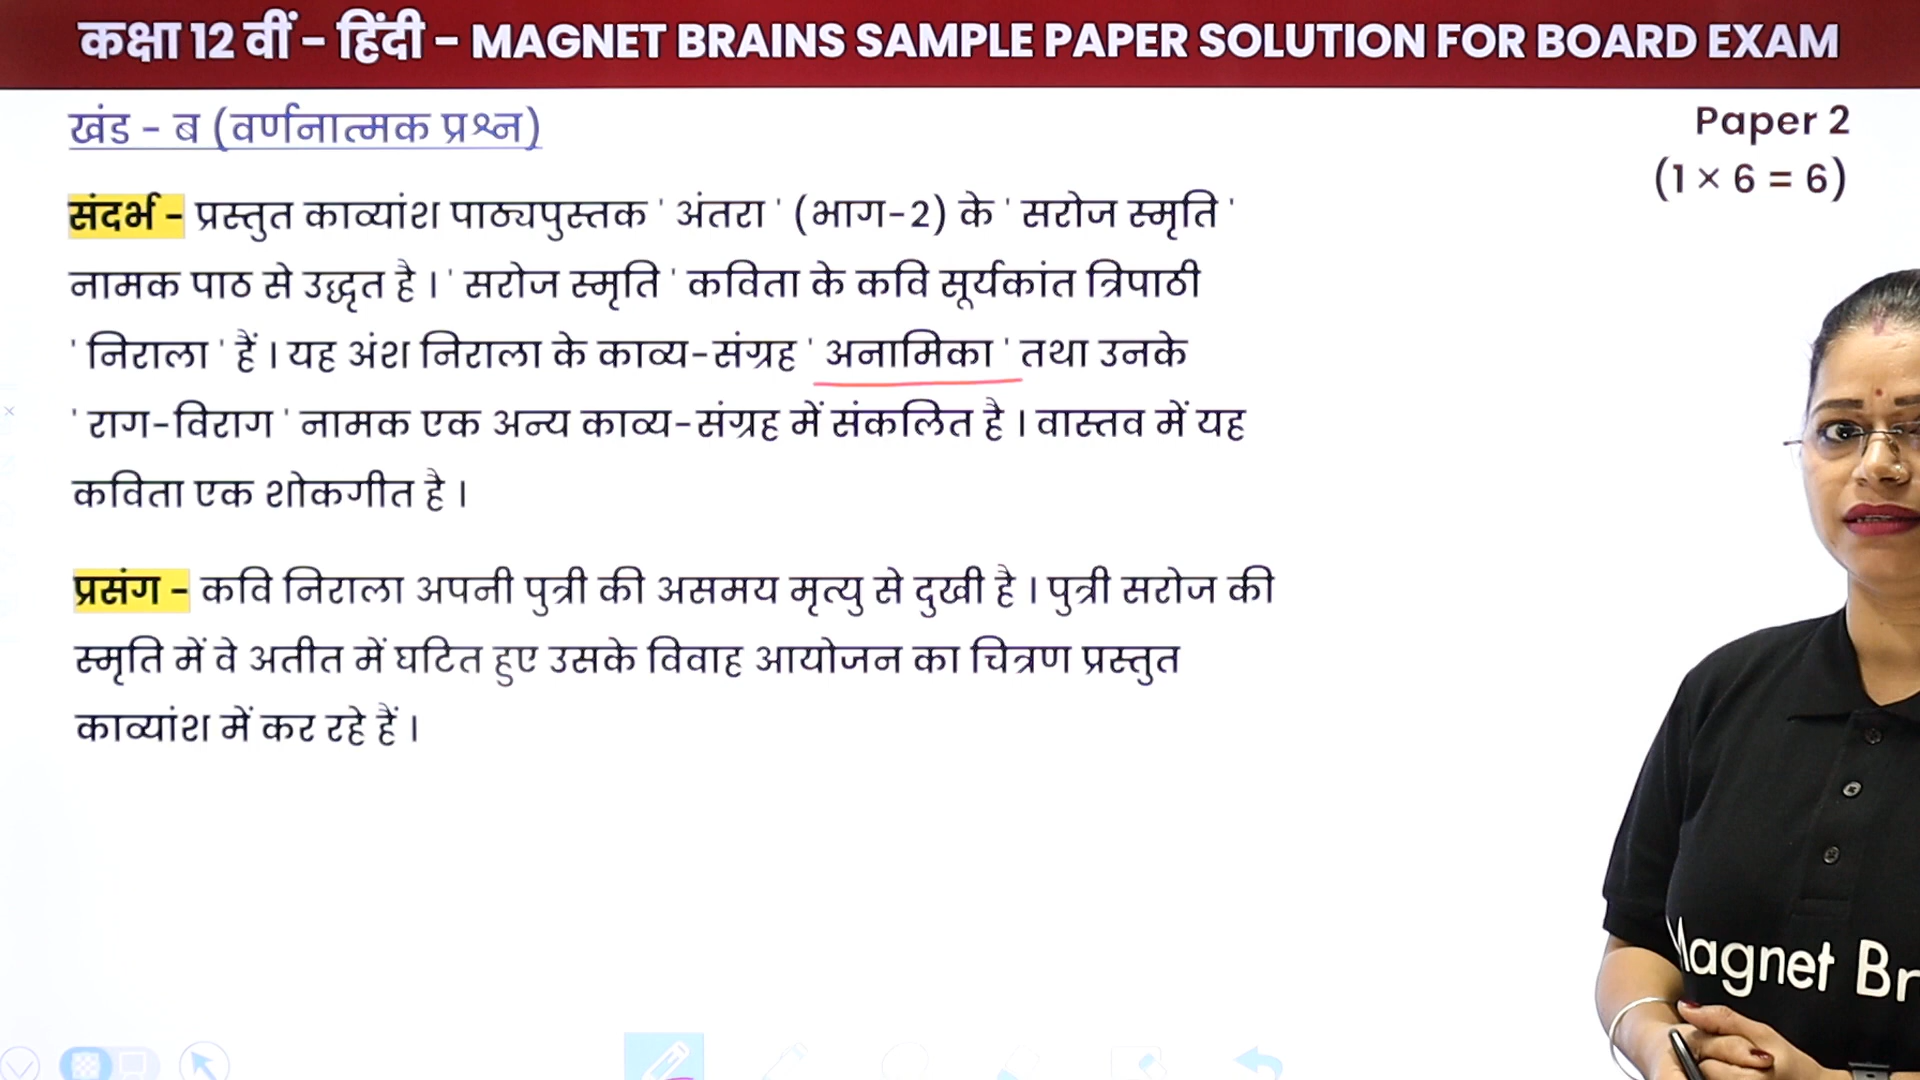 कक्षा 12 वीं – हिंदी – MAGNET BRAINS SAMPLE PAPER SOLUTION FOR BOARD EXAM
खंड - ब (वर्णनात्मक प्रश्न)
Paper 2
(1 × 6 = 6)
संदर्भ - प्रस्तुत काव्यांश पाठ्यपुस्तक ' अंतरा ' (भाग-2) के ' सरोज स्मृति '
नामक पाठ से उद्धृत है । ' सरोज स्मृति ' कविता के कवि सूर्यकांत त्रिपाठी
' निराला ' हैं । यह अंश निराला के काव्य-संग्रह ' अनामिका ' तथा उनके
' राग-विराग ' नामक एक अन्य काव्य-संग्रह में संकलित है । वास्तव में यह
कविता एक शोकगीत है ।
प्रसंग - कवि निराला अपनी पुत्री की असमय मृत्यु से दुखी है । पुत्री सरोज की
स्मृति में वे अतीत में घटित हुए उसके विवाह आयोजन का चित्रण प्रस्तुत
काव्यांश में कर रहे हैं ।
Magnet Br